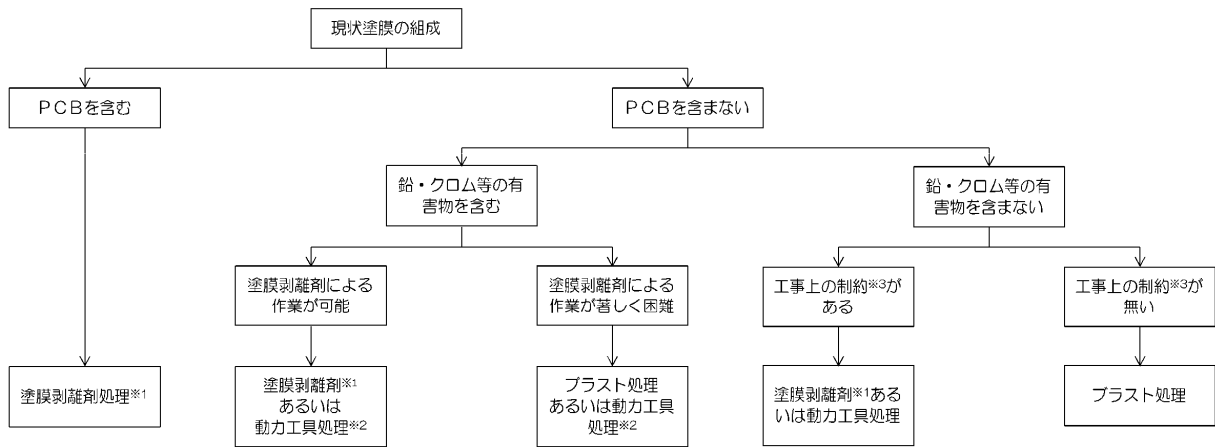 現状塗膜の組成
ＰＣＢを含む
ＰＣＢを含まない
鉛・クロム等の有
害物を含む
鉛・クロム等の有
害物を含まない
塗膜剥離剤による
作業が可能
塗膜剥離剤による
作業が著しく困難
工事上の制約※3が
ある
工事上の制約※3が
無い
塗膜剥離剤処理※1
塗膜剥離剤※1
あるいは
動力工具処理※2
ブラスト処理
あるいは動力工具
処理※2
塗膜剥離剤※1ある
いは動力工具処理
ブラスト処理